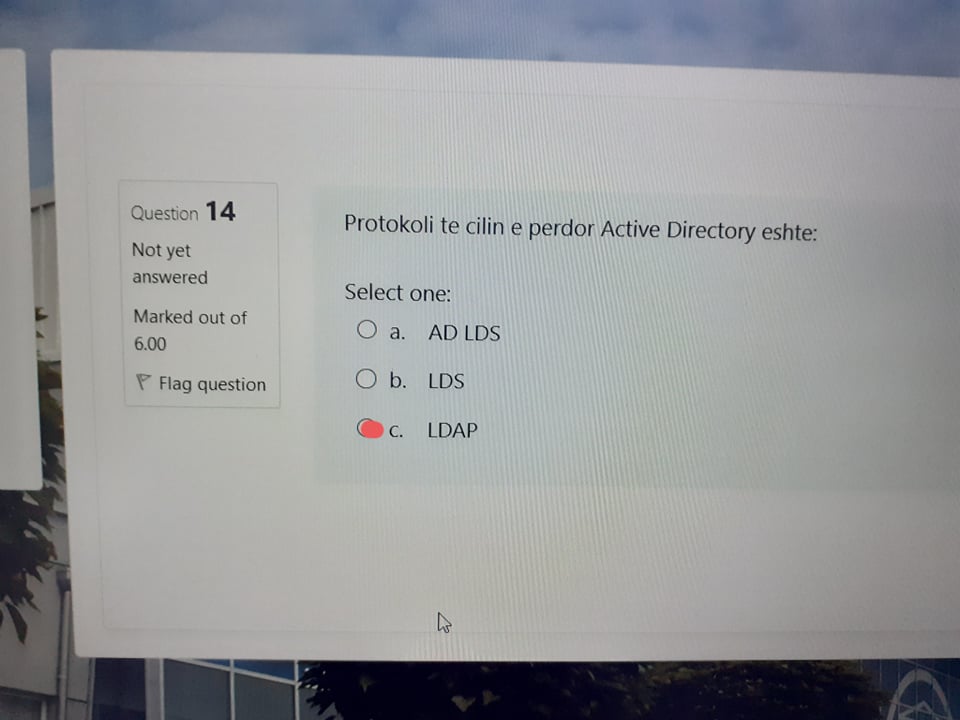 Question 14
Not yet
answered
Marked out of
6.00
Flag question
Protokoli te cilin e perdor Active Directory eshte:
Select one:
a. AD LDS
b. LDS
c. LDAP